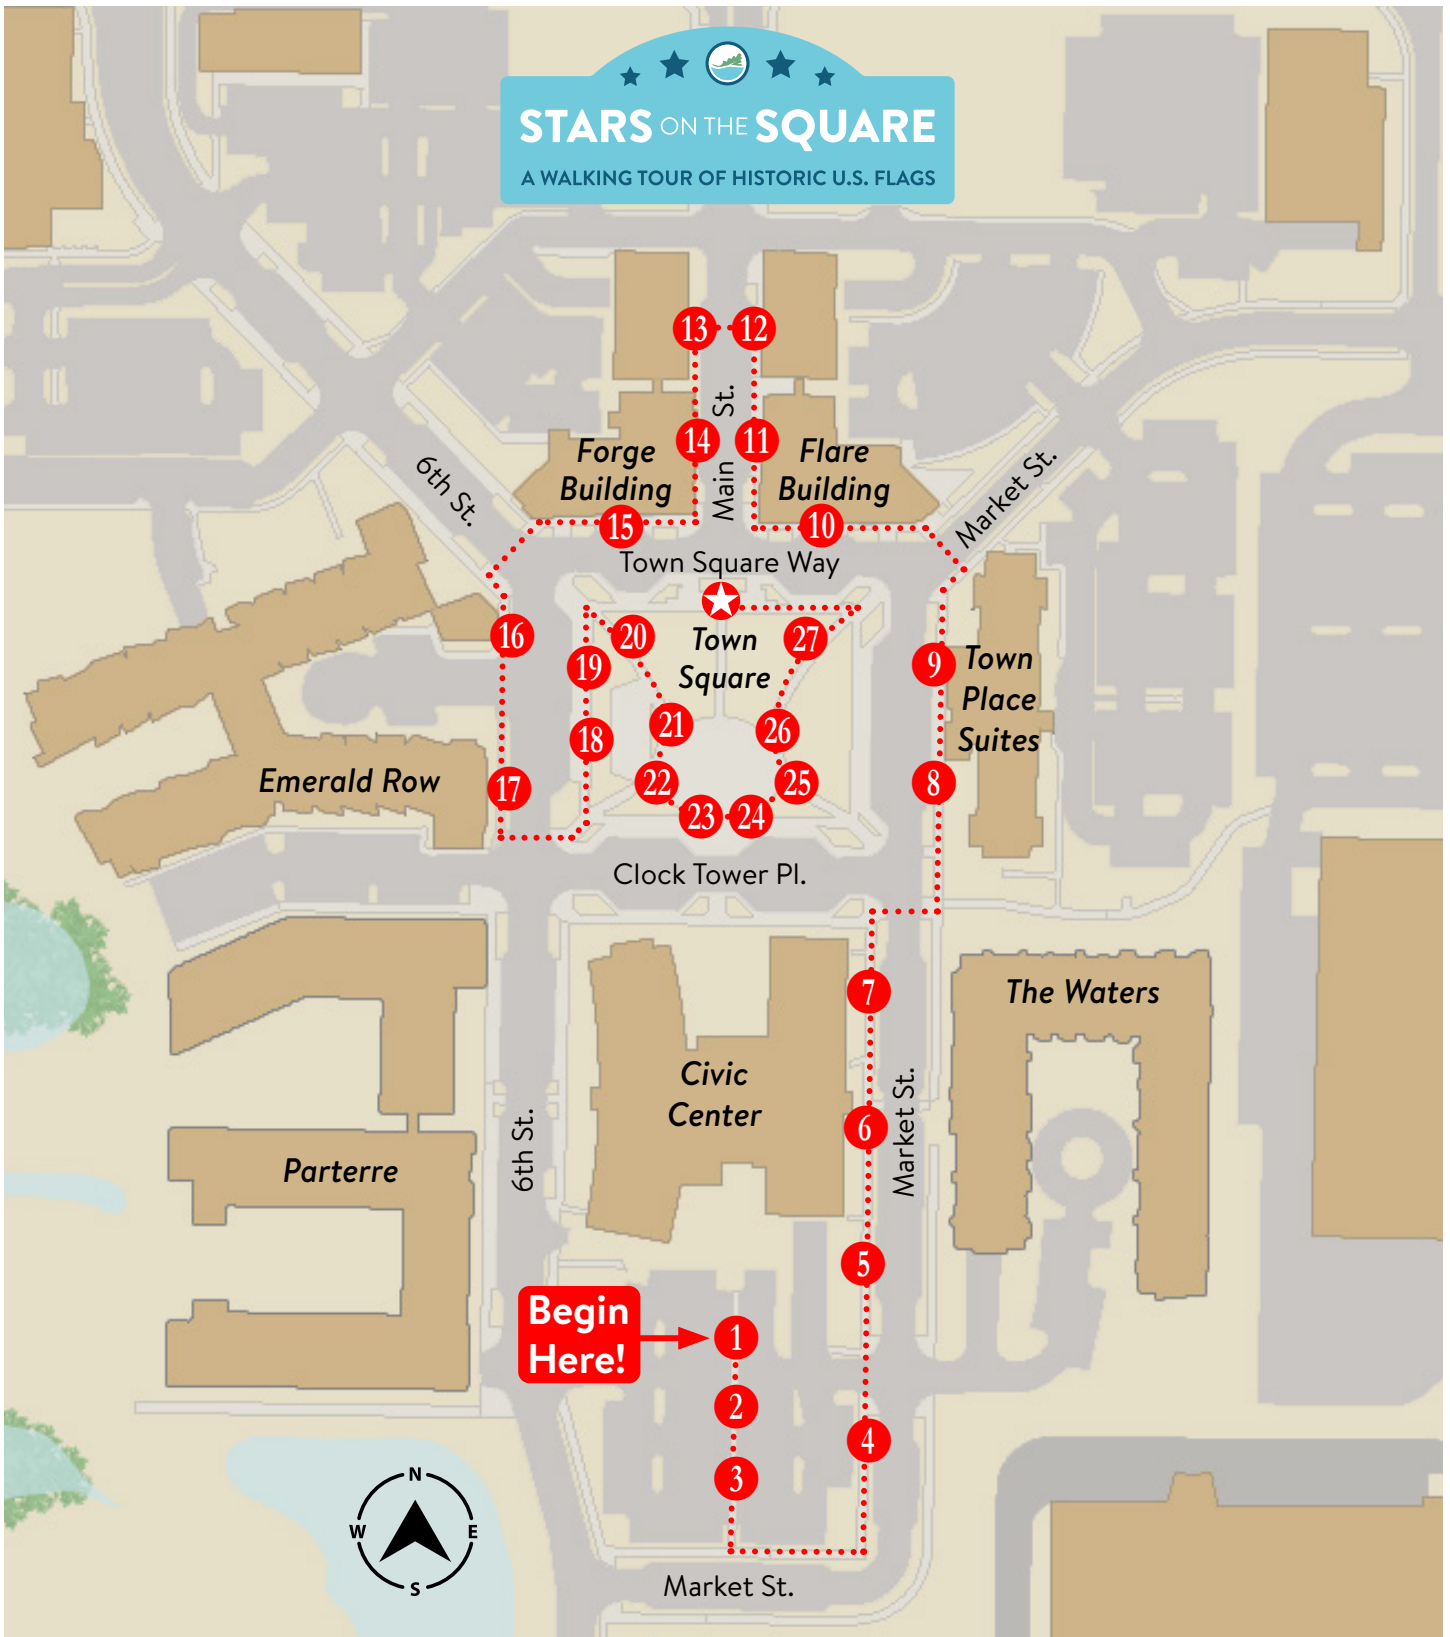 STARS ON THE SQUARE
A WALKING TOUR OF HISTORIC U.S. FLAGS
13
12
Main St.
14
11
Forge
Building
Flare
Building
6th St.
Market St.
15
10
Town Square Way
16
20
27
Town
Square
19
9
Town
Place
Suites
21
26
18
17
Emerald Row
22
25
8
23
24
Clock Tower Pl.
7
The Waters
Civic
Center
6
Market St.
6th St.
Parterre
5
Begin
Here!
1
2
4
3
N
W
E
S
Market St.